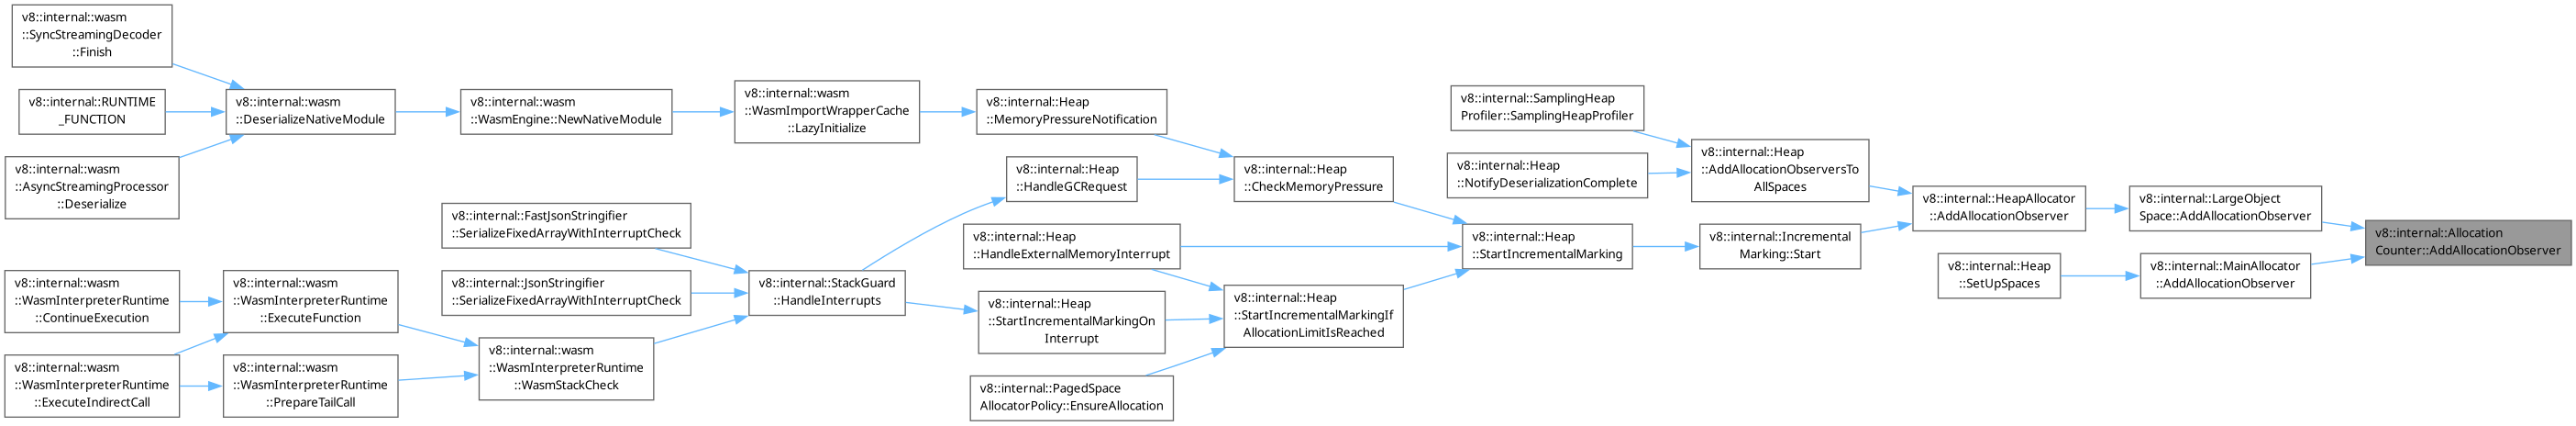 v8::internal::wasm
::SyncStreamingDecoder
::Finish
v8::internal::RUNTIME
_FUNCTION
v8::internal::wasm
::AsyncStreamingProcessor
::Deserialize
v8::internal::wasm
::DeserializeNativeModule
v8::internal::wasm
::WasmEngine::NewNativeModule
v8::internal::wasm
::WasmImportWrapperCache
::LazyInitialize
v8::internal::Heap
::MemoryPressureNotification
v8::internal::Heap
::HandleGCRequest
v8::internal::Heap
::CheckMemoryPressure
v8::internal::SamplingHeap
Profiler::SamplingHeapProfiler
v8::internal::Heap
::NotifyDeserializationComplete
v8::internal::Heap
::AddAllocationObserversTo
AllSpaces
v8::internal::HeapAllocator
::AddAllocationObserver
v8::internal::LargeObject
Space::AddAllocationObserver
v8::internal::Allocation
Counter::AddAllocationObserver
v8::internal::FastJsonStringifier
::SerializeFixedArrayWithInterruptCheck
v8::internal::JsonStringifier
::SerializeFixedArrayWithInterruptCheck
v8::internal::StackGuard
::HandleInterrupts
v8::internal::Heap
::HandleExternalMemoryInterrupt
v8::internal::Heap
::StartIncrementalMarkingOn
Interrupt
v8::internal::Heap
::StartIncrementalMarkingIf
AllocationLimitIsReached
v8::internal::PagedSpace
AllocatorPolicy::EnsureAllocation
v8::internal::Heap
::StartIncrementalMarking
v8::internal::Incremental
Marking::Start
v8::internal::Heap
::SetUpSpaces
v8::internal::MainAllocator
::AddAllocationObserver
v8::internal::wasm
::WasmInterpreterRuntime
::ContinueExecution
v8::internal::wasm
::WasmInterpreterRuntime
::ExecuteFunction
v8::internal::wasm
::WasmInterpreterRuntime
::ExecuteIndirectCall
v8::internal::wasm
::WasmInterpreterRuntime
::PrepareTailCall
v8::internal::wasm
::WasmInterpreterRuntime
::WasmStackCheck